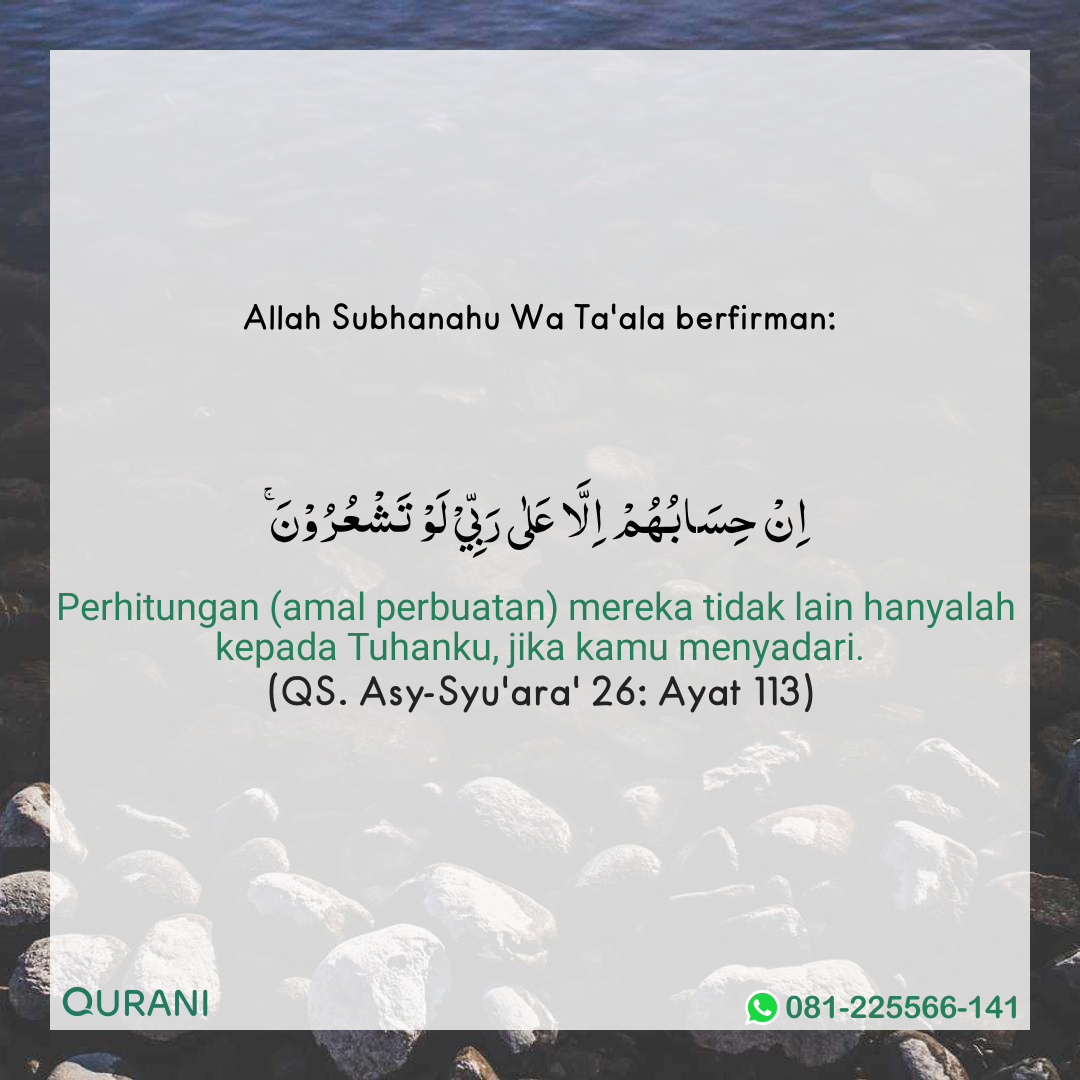 Allah Subhanahu Wa Ta'ala berfirman:
اِنْ حِسَابُهُمْ اِلَّا عَلٰى رَبِّيْ لَوْ تَشْعُرُوْنَ ۚ
Perhitungan (amal perbuatan) mereka tidak lain hanyalah
kepada Tuhanku, jika kamu menyadari.
(QS. Asy-Syu'ara' 26: Ayat 113)
QURANI
081-225566-141